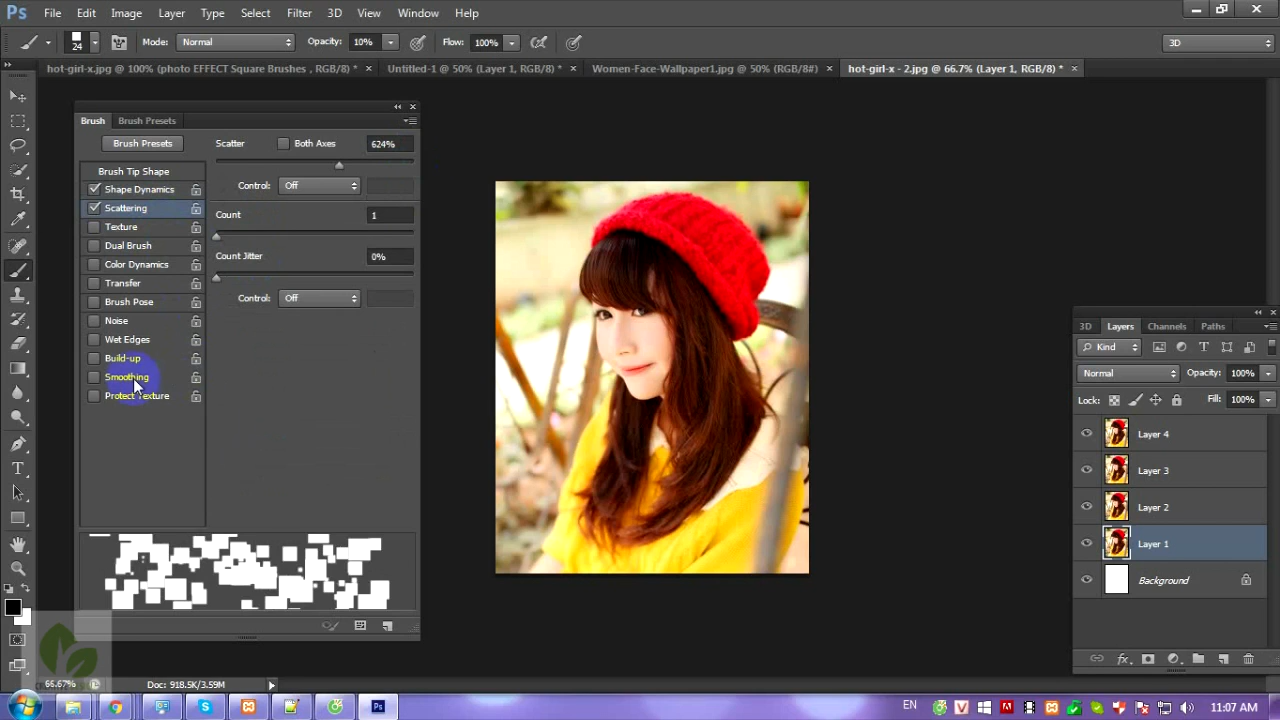 Ps File Edit Image Layer Type Select Filter 3D View Window Help
24 Mode: Normal Opacity: 10% Flow: 100% 3D
hot-girl-x.jpg @ 100% (photo EFFECT Square Brushes , RGB/8) * Untitled-1 @ 50% (Layer 1, RGB/8) * Women-Face-Wallpaper1.jpg @ 50% (RGB/8#) hot-girl-x - 2.jpg @ 66.7% (Layer 1, RGB/8) *
Brush Brush Presets
Brush Presets
Scatter Both Axes 624%
Brush Tip Shape
Shape Dynamics
Scattering
Texture
Dual Brush
Color Dynamics
Transfer
Brush Pose
Noise
Wet Edges
Build-up
Smoothing
Protect Texture
Control: Off
Count 1
Count Jitter 0%
Control: Off
3D Layers Channels Paths
Kind
Normal Opacity: 100%
Lock: Fill: 100%
Layer 4
Layer 3
Layer 2
Layer 1
Background
fx
66.67% Doc: 918.5K/3.59M
EN 11:07 AM